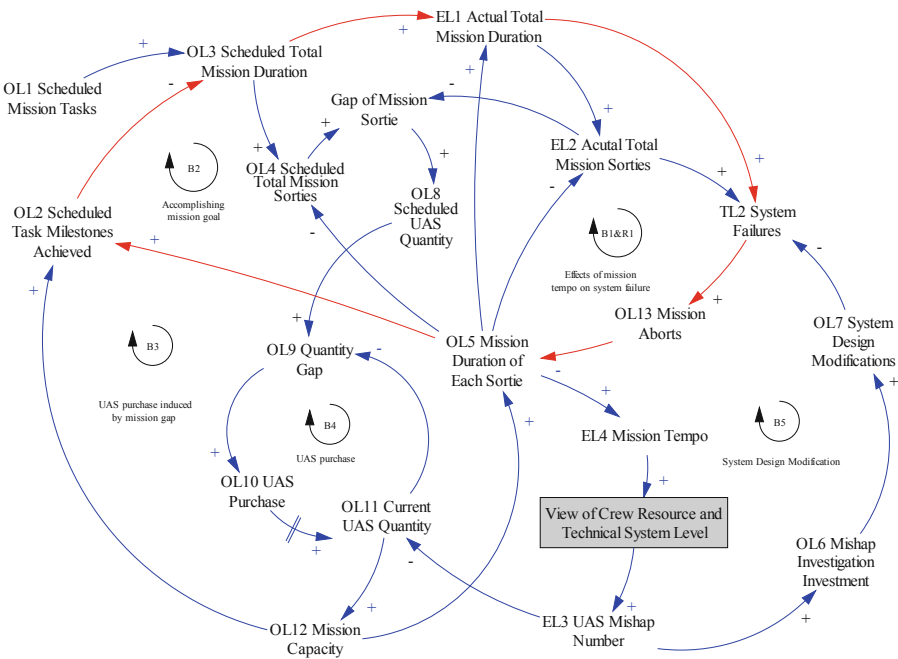 EL1 Actual Total
Mission Duration
+
+
+
OL3 Scheduled Total
Mission Duration
OL1 Scheduled
Mission Tasks
-
+
-
+
Gap of Mission
Sortie
+
+
+
+
EL2 Acutal Total
Mission Sorties
+
+
B2
Accomplishing
mission goal
OL4 Scheduled
Total Mission
Sorties
-
OL8
Scheduled
UAS
Quantity
-
OL2 Scheduled
Task Milestones
Achieved
+
+
TL2 System
Failures
-
B1&R1
Effects of mission
tempo on system failure
+
+
+
OL13 Mission
Aborts
OL7 System
Design
Modifications
B3
UAS purchase induced
by mission gap
OL9 Quantity
Gap
-
OL5 Mission
Duration of
Each Sortie
-
-
+
B4
UAS purchase
+
B5
System Design Modification
EL4 Mission Tempo
+
+
OL10 UAS
Purchase
OL11 Current
UAS Quantity
+
-
View of Crew Resource and
Technical System Level
OL6 Mishap
Investigation
Investment
+
+
+
OL12 Mission
Capacity
EL3 UAS Mishap
Number